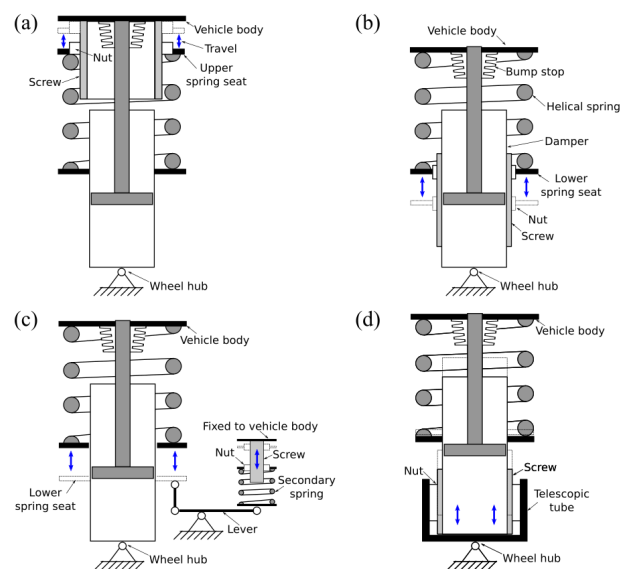 (a)
Vehicle body
Travel
Nut
Screw
Upper
spring seat
Wheel hub
(b)
Vehicle body
Bump stop
Helical spring
Damper
Lower
spring seat
Nut
Screw
Wheel hub
(c)
Vehicle body
Fixed to vehicle body
Nut
Screw
Secondary
spring
Lower
spring seat
Lever
Wheel hub
(d)
Vehicle body
Nut
Screw
Telescopic
tube
Wheel hub